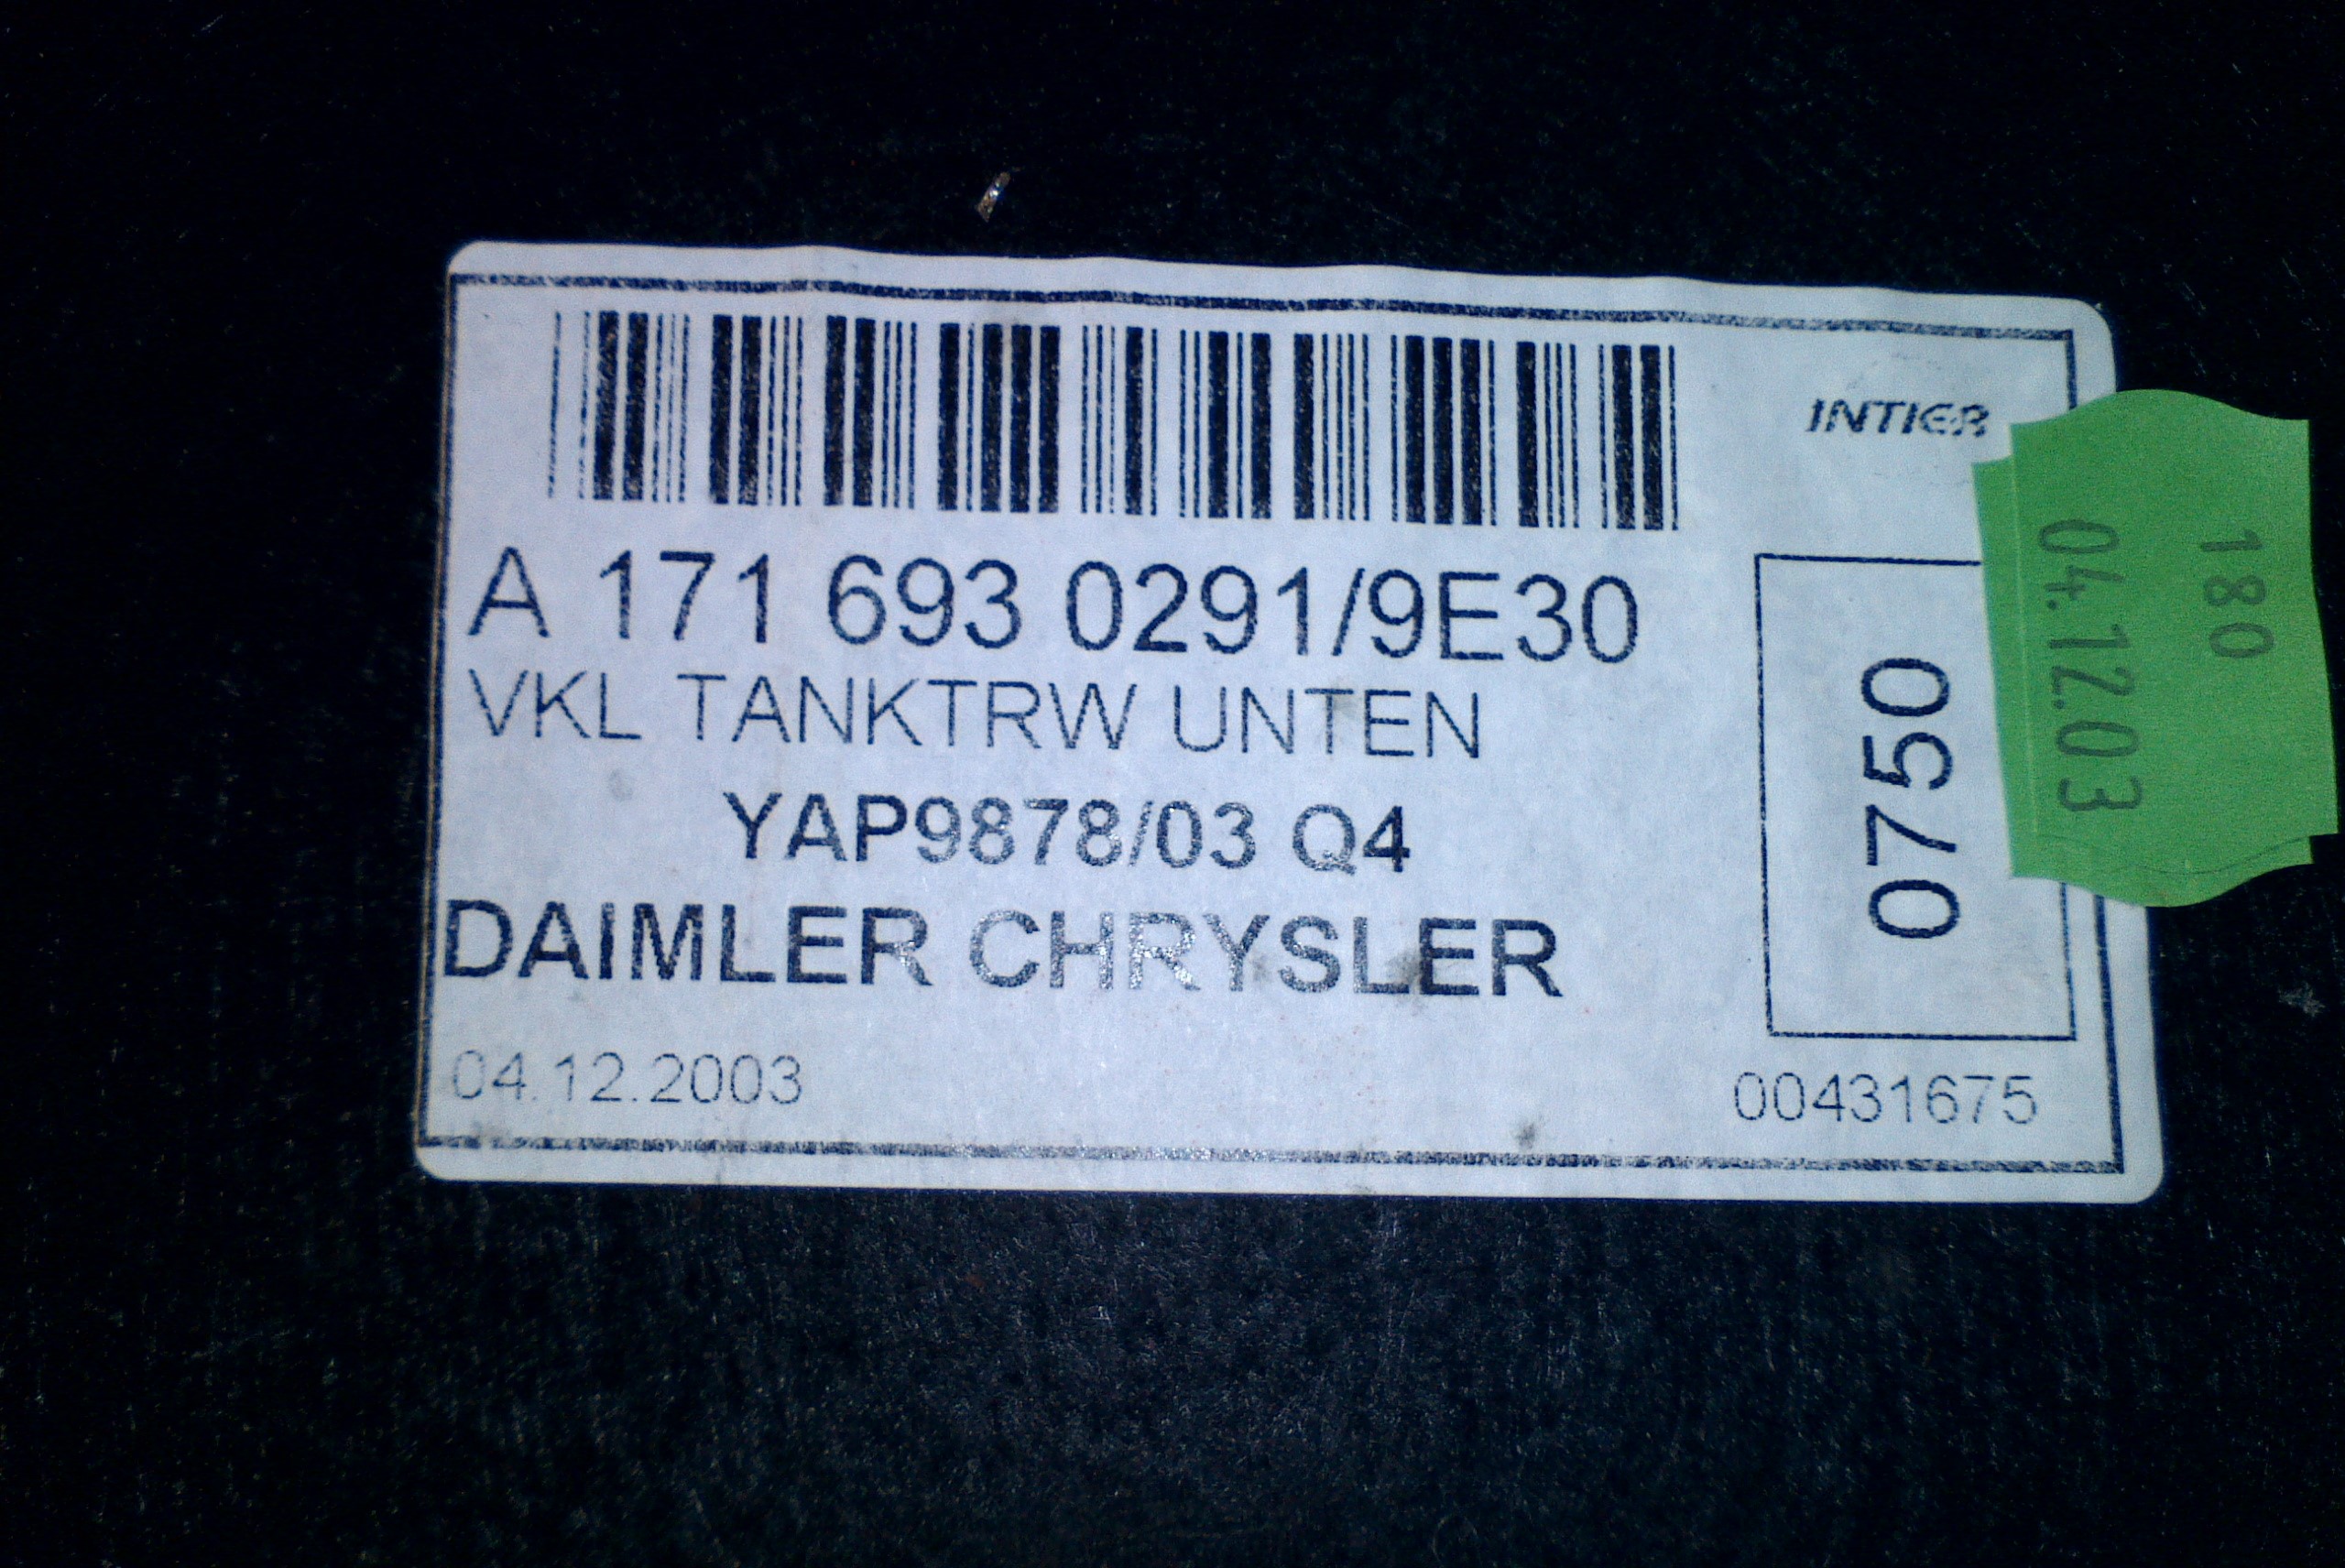 INTIER
A 171 693 0291/9E30
VKL TANKTRW UNTEN
YAP9878/03 Q4
DAIMLER CHRYSLER
04.12.2003
0750
00431675
180
04.12.03